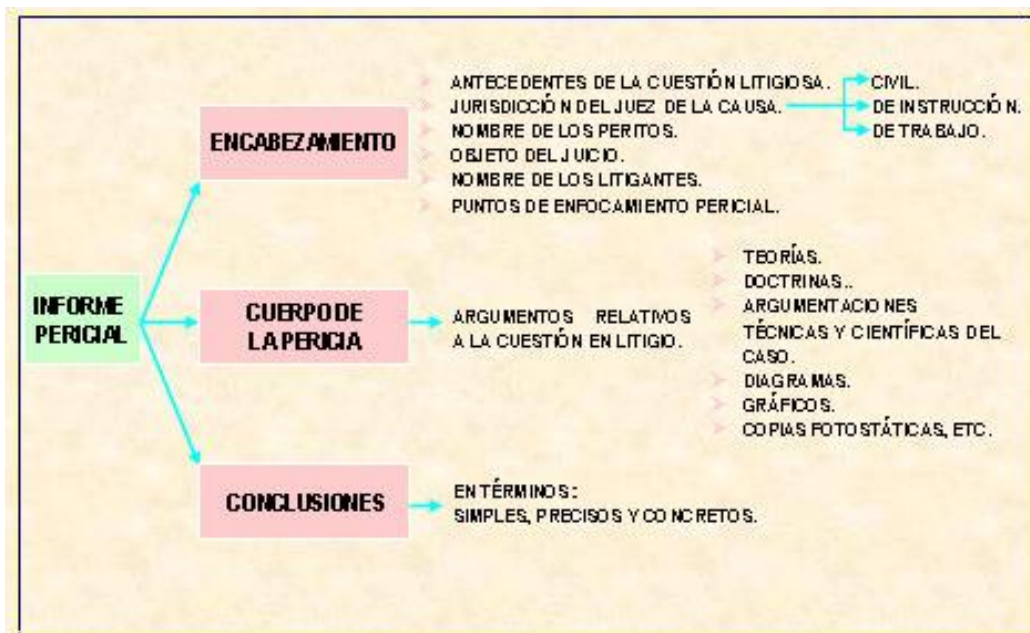 ANTECEDENTES DE LA CUESTIÓN LITIGIOSA.
JURISDICCIÓN DEL JUEZ DE LA CAUSA.
NOMBRE DE LOS PERITOS.
OBJETO DEL JUICIO.
NOMBRE DE LOS LITIGANTES.
PUNTOS DE ENFOCAMIENTO PERICIAL.
CIVIL.
DE INSTRUCCIÓN.
DE TRABAJO.
ENCABEZAMIENTO
INFORME
PERICIAL
CUERPO DE
LA PERICIA
ARGUMENTOS RELATIVOS
A LA CUESTIÓN EN LITIGIO.
TEORÍAS.
DOCTRINAS..
ARGUMENTACIONES
TÉCNICAS Y CIENTÍFICAS DEL
CASO.
DIAGRAMAS.
GRÁFICOS.
COPIAS FOTOSTÁTICAS, ETC.
CONCLUSIONES
EN TÉRMINOS:
SIMPLES, PRECISOS Y CONCRETOS.